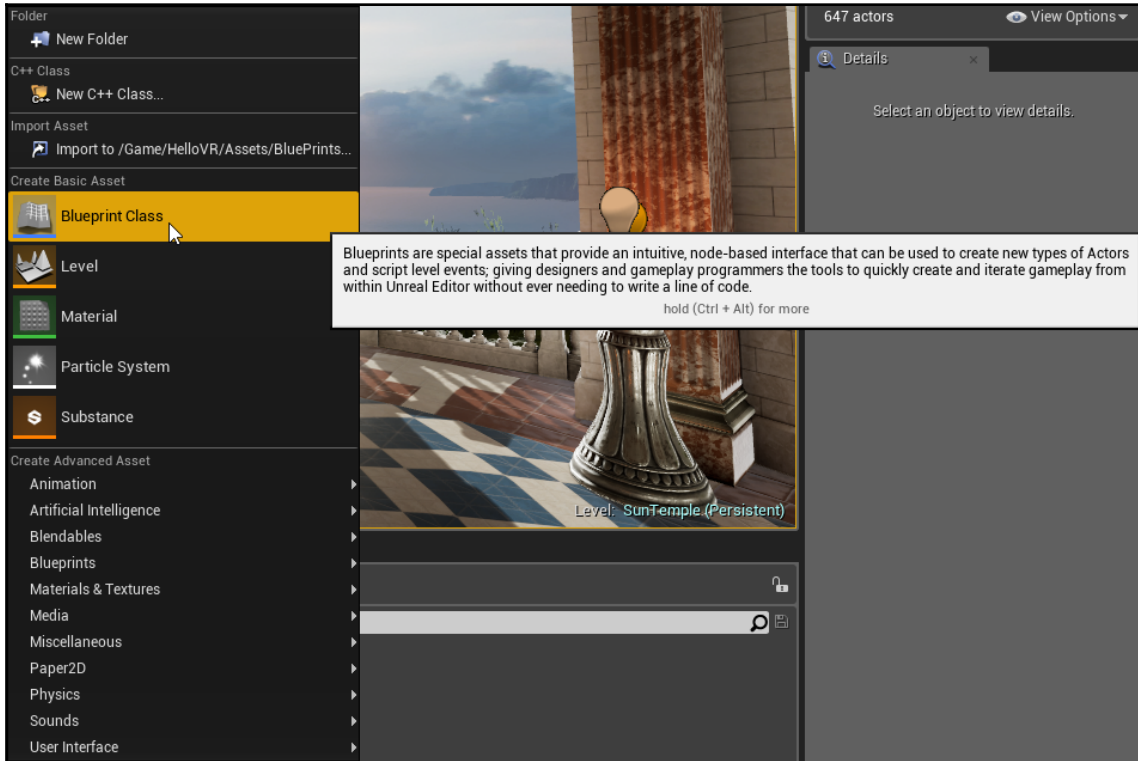 Folder
New Folder
C++ Class
New C++ Class...
Import Asset
Import to /Game/HelloVR/Assets/BluePrints...
Create Basic Asset
Blueprint Class
Level
Material
Particle System
Substance
Create Advanced Asset
Animation
Artificial Intelligence
Blendables
Blueprints
Materials & Textures
Media
Miscellaneous
Paper2D
Physics
Sounds
User Interface
Blueprints are special assets that provide an intuitive, node-based interface that can be used to create new types of Actors
and script level events; giving designers and gameplay programmers the tools to quickly create and iterate gameplay from
within Unreal Editor without ever needing to write a line of code.
hold (Ctrl + Alt) for more
Level: SunTemple (Persistent)
647 actors
View Options
Details
Select an object to view details.